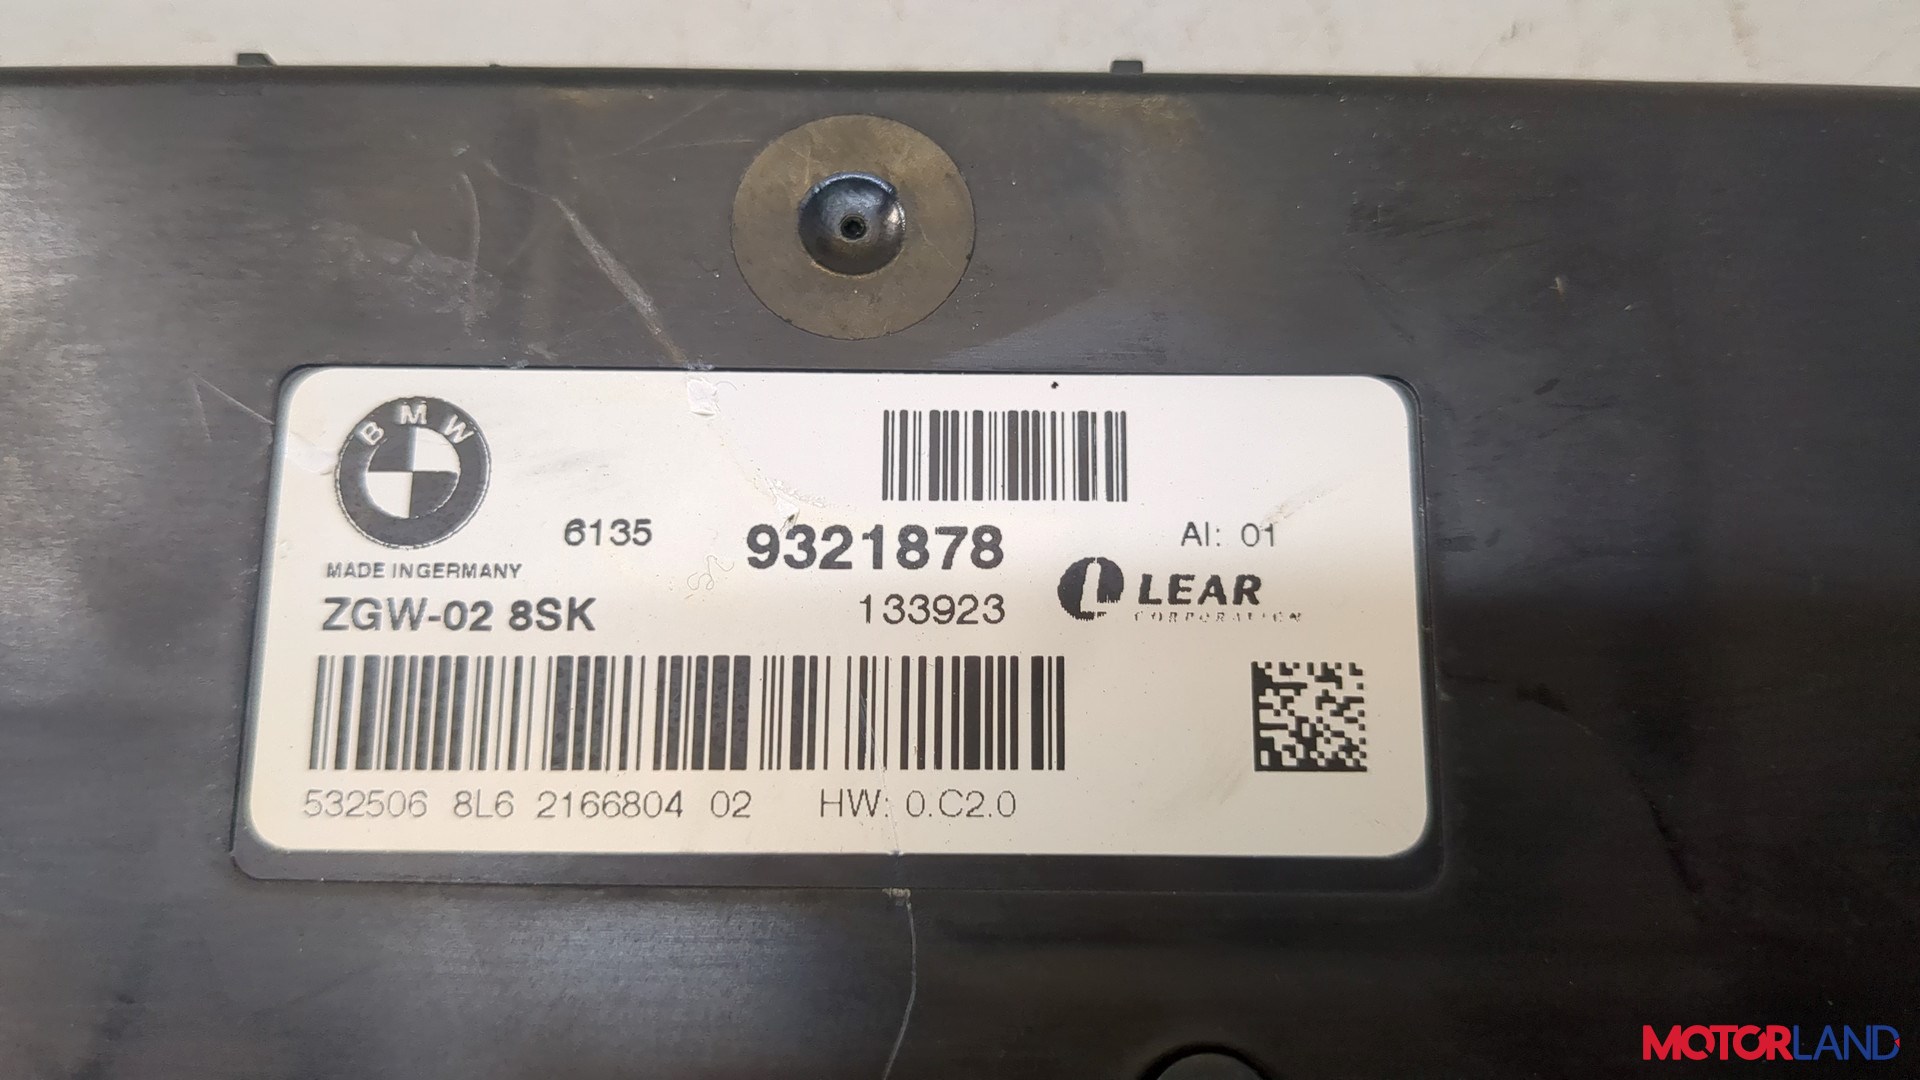 BMW
6135 9321878 AI: 01
MADE IN GERMANY
ZGW-02 8SK 133923 LEAR
CORPORATION
532506 8L6 2166804 02 HW: 0.C2.0
MOTORLAND